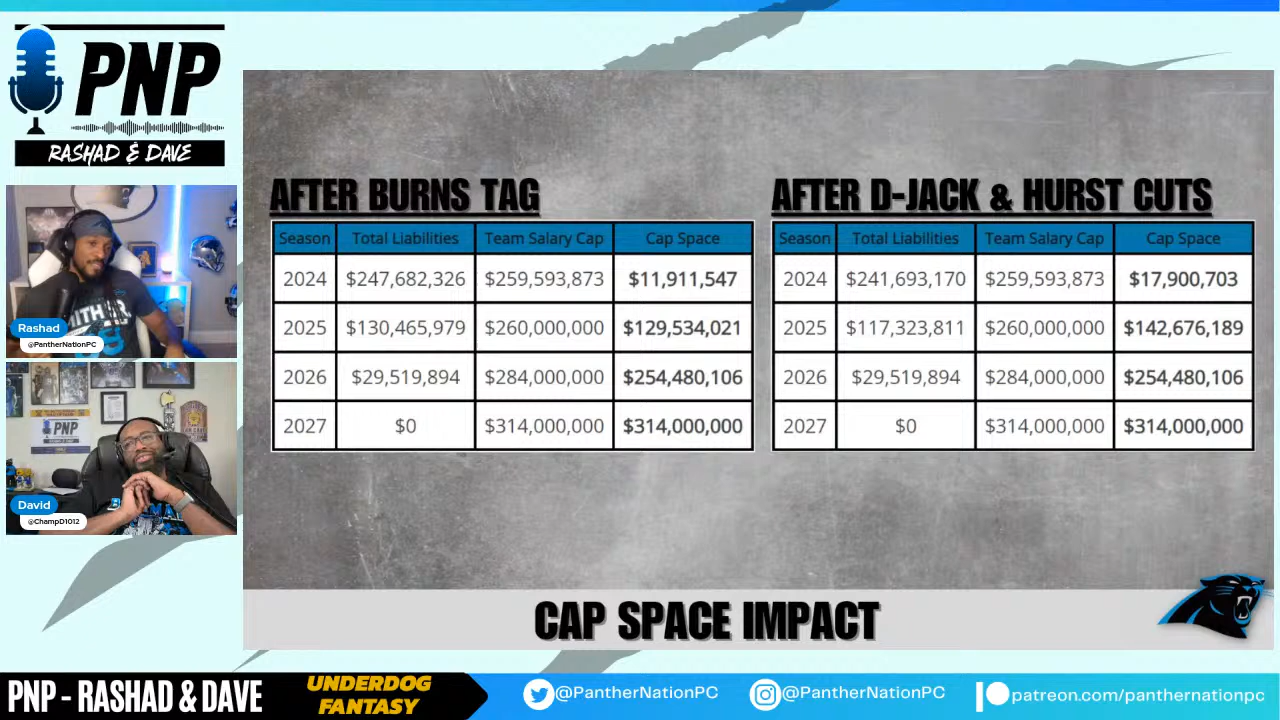 PNP
RASHAD & DAVE
Rashad
@PantherNationPC
PNP
David
@ChampD1012
AFTER BURNS TAG
Season Total Liabilities Team Salary Cap Cap Space
2024 $247,682,326 $259,593,873 $11,911,547
2025 $130,465,979 $260,000,000 $129,534,021
2026 $29,519,894 $284,000,000 $254,480,106
2027 $0 $314,000,000 $314,000,000
AFTER D-JACK & HURST CUTS
Season Total Liabilities Team Salary Cap Cap Space
2024 $241,693,170 $259,593,873 $17,900,703
2025 $117,323,811 $260,000,000 $142,676,189
2026 $29,519,894 $284,000,000 $254,480,106
2027 $0 $314,000,000 $314,000,000
CAP SPACE IMPACT
PNP - RASHAD & DAVE
UNDERDOG
FANTASY
@PantherNationPC
@PantherNationPC
patreon.com/panthernationpc